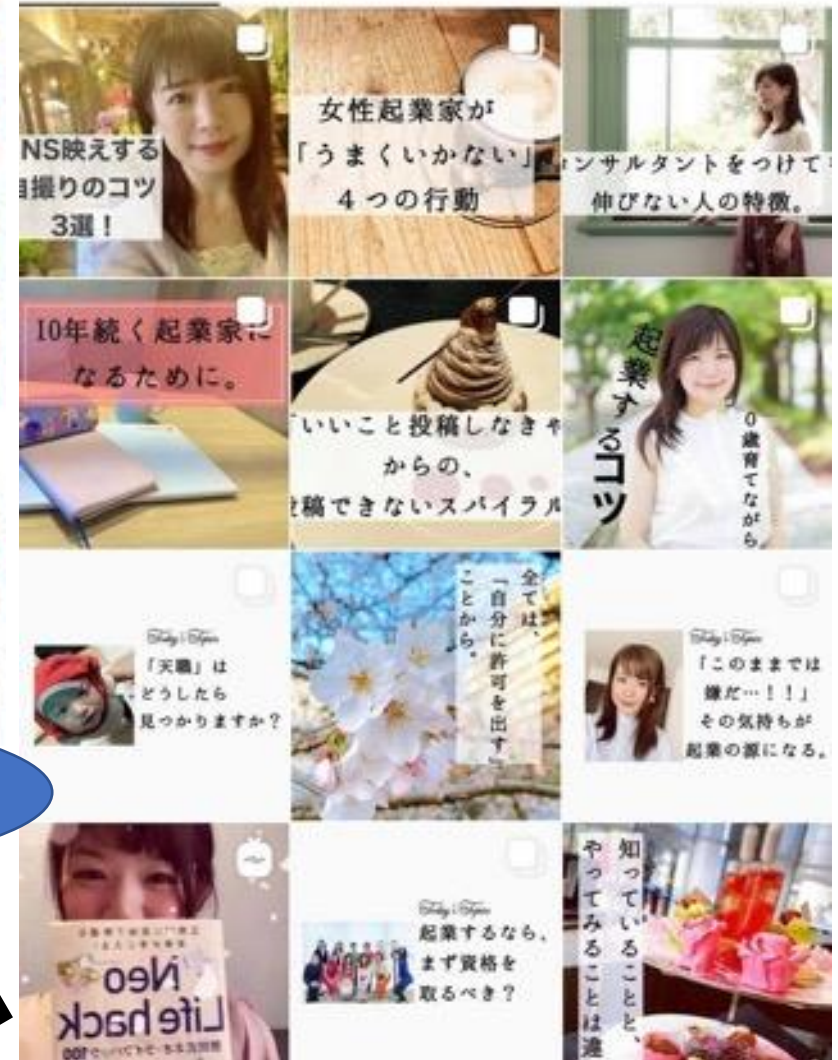 NS映えする
自撮りのコツ
3選！
女性起業家が
「うまくいかない」
4つの行動
ンサルタントをつけて
伸びない人の特徴。
10年続く起業家に
なるために。
「いいこと投稿しなきゃ
からの、
稿できないスパイラル
起業するコツ
0歳育てながら
Today's Topics
「天職」は
どうしたら
見つかりますか？
全ては、
「自分に許可を出す」
ことから。
Today's Topics
「このままでは
嫌だ…！！」
その気持ちが
起業の源になる。
Neo
Life hack
Today's Topics
起業するなら、
まず資格を
取るべき？
知っていることと、
やってみることは違